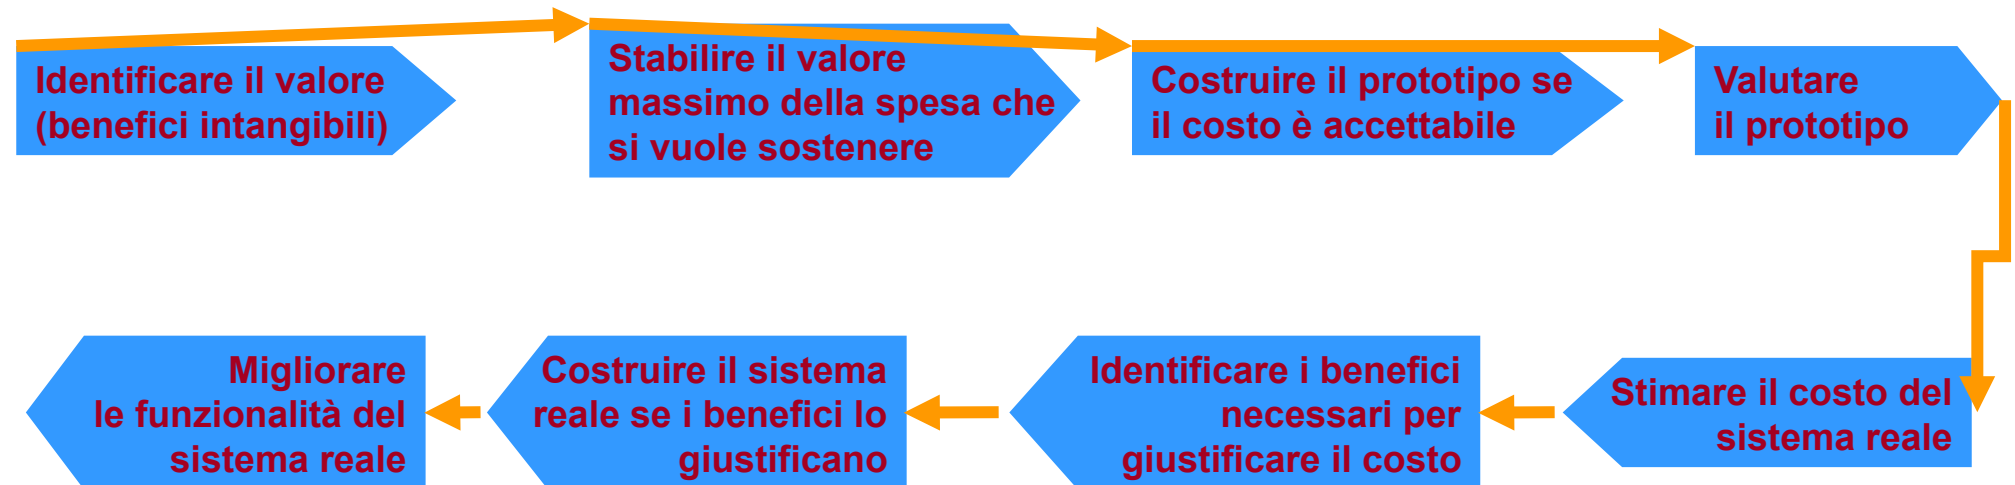 Identificare il valore
(benefici intangibili)
Stabilire il valore
massimo della spesa che
si vuole sostenere
Costruire il prototipo se
il costo è accettabile
Valutare
il prototipo
Stimare il costo del
sistema reale
Identificare i benefici
necessari per
giustificare il costo
Costruire il sistema
reale se i benefici lo
giustificano
Migliorare
le funzionalità del
sistema reale